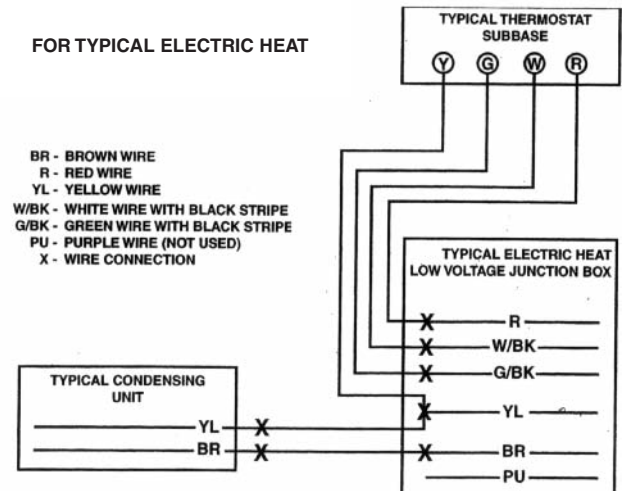 FOR TYPICAL ELECTRIC HEAT
TYPICAL THERMOSTAT
SUBBASE
Y G W R
BR - BROWN WIRE
R - RED WIRE
YL - YELLOW WIRE
W/BK - WHITE WIRE WITH BLACK STRIPE
G/BK - GREEN WIRE WITH BLACK STRIPE
PU - PURPLE WIRE (NOT USED)
X - WIRE CONNECTION
TYPICAL ELECTRIC HEAT
LOW VOLTAGE JUNCTION BOX
X R
X W/BK
X G/BK
X YL
X BR
PU
TYPICAL CONDENSING
UNIT
YL X
BR X